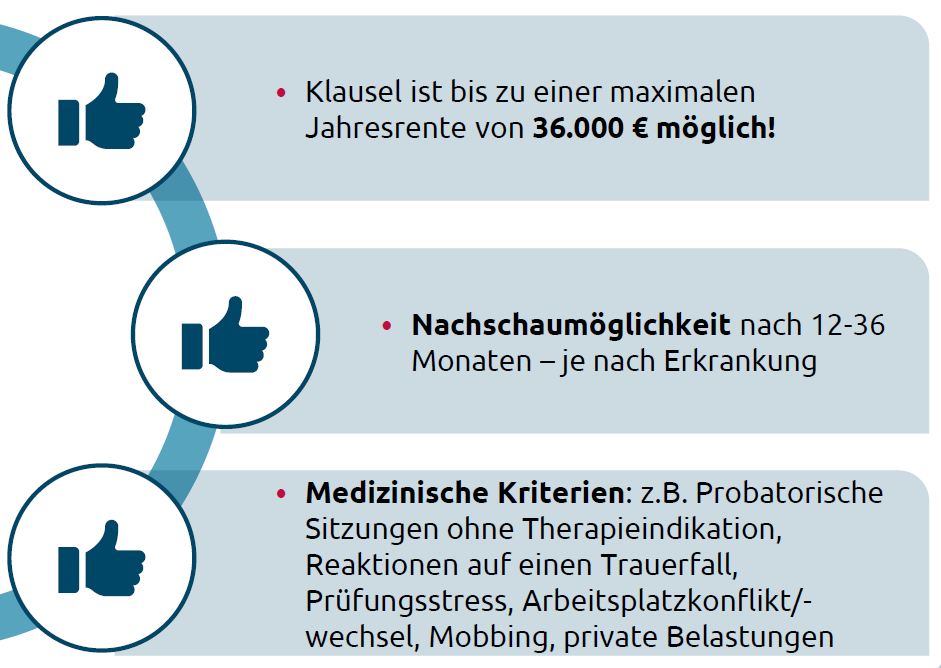 • Klausel ist bis zu einer maximalen
Jahresrente von 36.000 € möglich!
• Nachschaumöglichkeit nach 12-36
Monaten – je nach Erkrankung
• Medizinische Kriterien: z.B. Probatorische
Sitzungen ohne Therapieindikation,
Reaktionen auf einen Trauerfall,
Prüfungsstress, Arbeitsplatzkonflikt/-
wechsel, Mobbing, private Belastungen